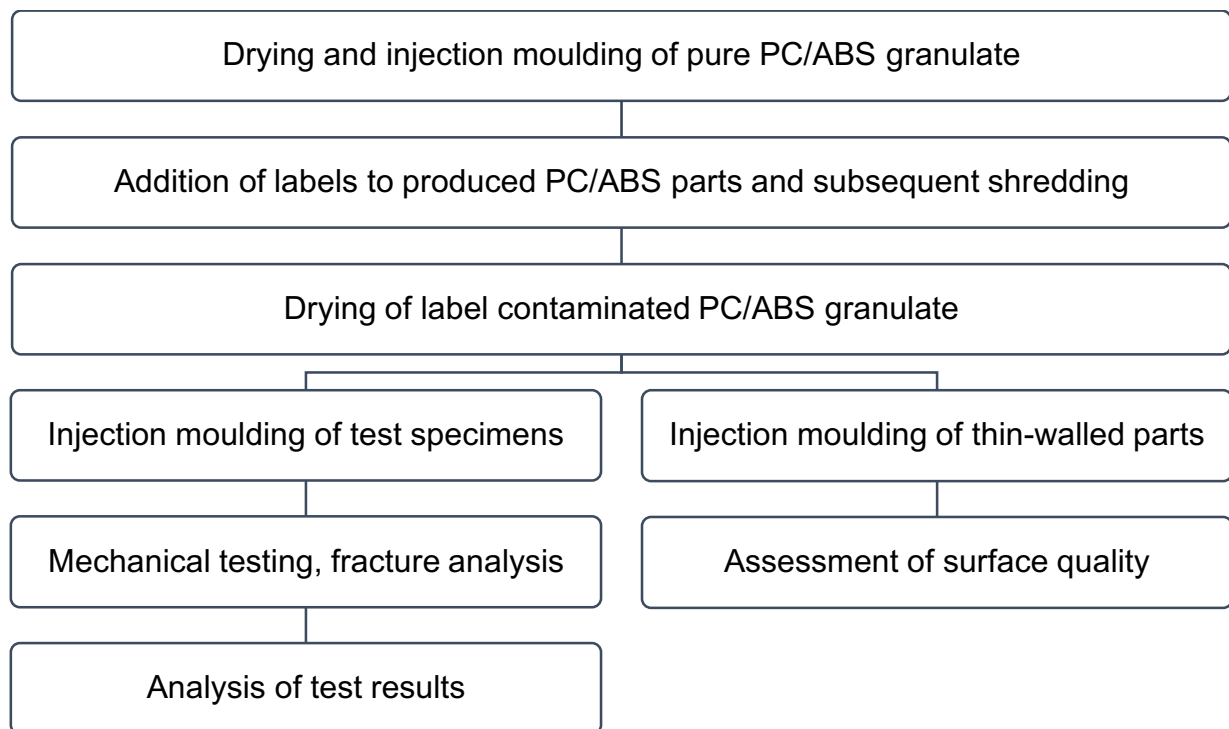 Drying and injection moulding of pure PC/ABS granulate
Addition of labels to produced PC/ABS parts and subsequent shredding
Drying of label contaminated PC/ABS granulate
Injection moulding of test specimens
Injection moulding of thin-walled parts
Mechanical testing, fracture analysis
Assessment of surface quality
Analysis of test results